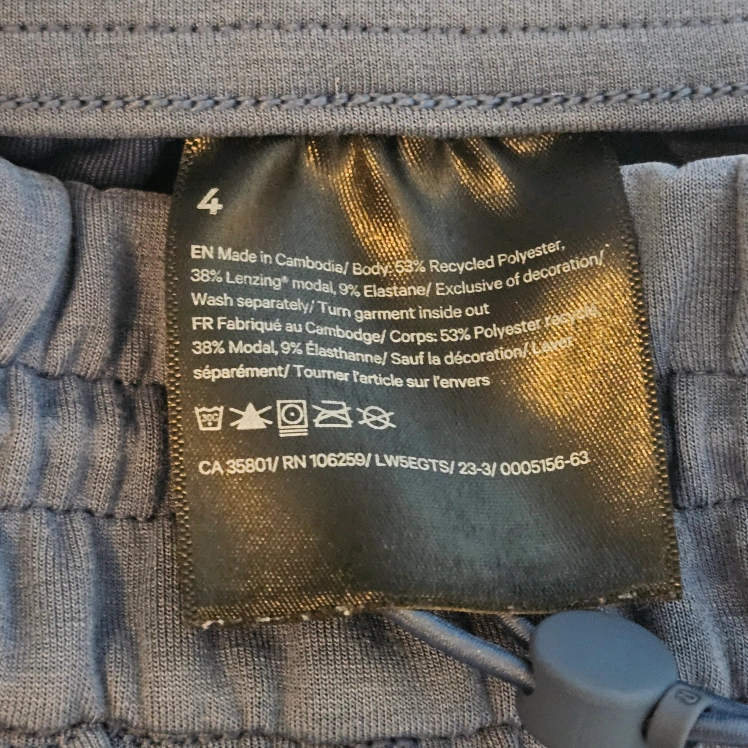 4
EN Made in Cambodia/ Body: 53% Recycled Polyester,
38% Lenzing® modal, 9% Elastane/ Exclusive of decoration/
Wash separately/ Turn garment inside out
FR Fabriqué au Cambodge/ Corps: 53% Polyester recyclé
38% Modal, 9% Élasthanne/ Sauf la décoration/ Laver
séparément/ Tourner l'article sur l'envers
30°C
CA 35801/ RN 106259/ LW5EGTS/ 23-3/ 0005156-63